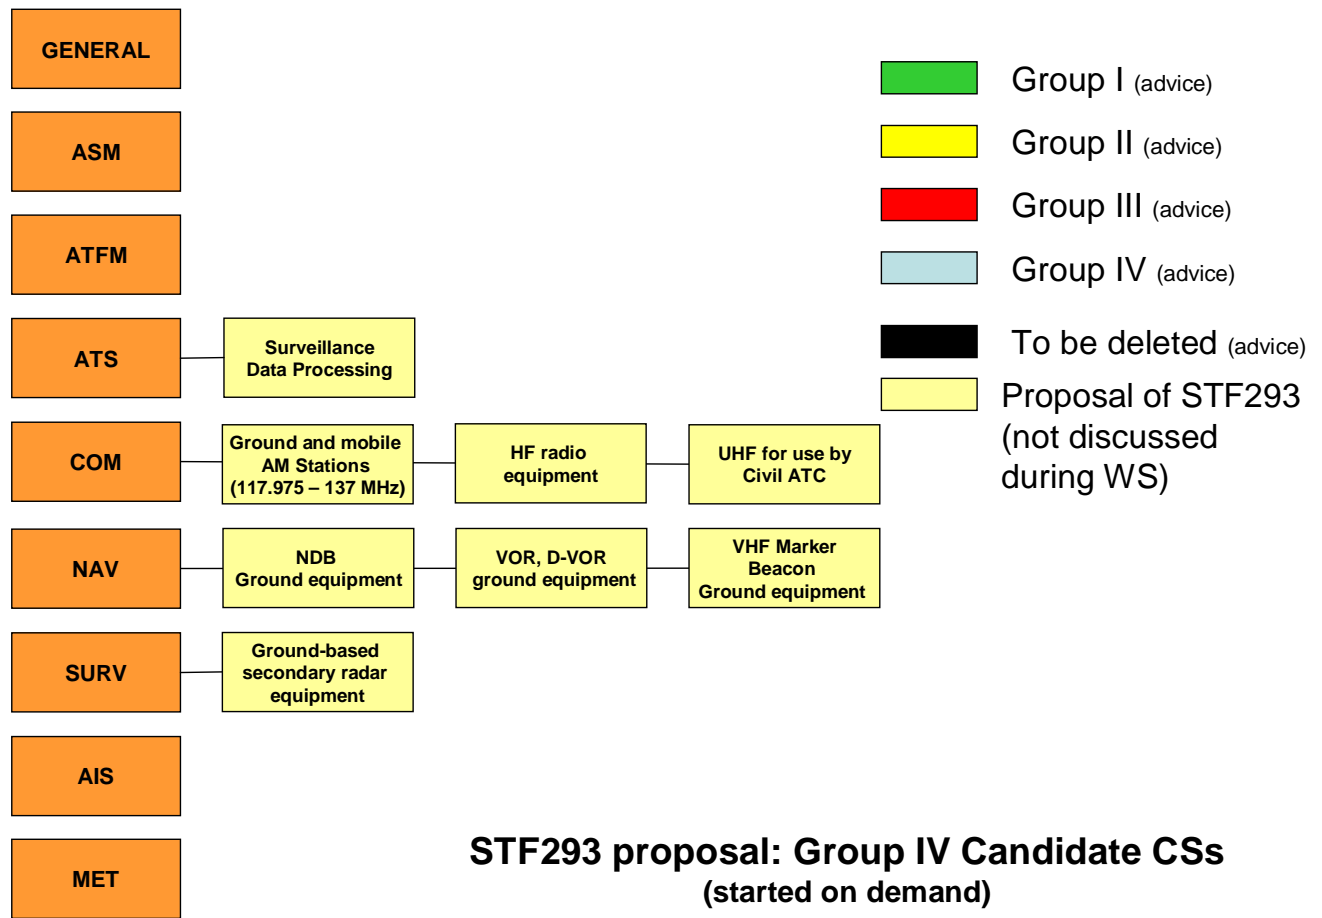 GENERAL
ASM
ATFM
ATS
Surveillance
Data Processing
COM
Ground and mobile
AM Stations
(117.975 – 137 MHz)
HF radio
equipment
UHF for use by
Civil ATC
NAV
NDB
Ground equipment
VOR, D-VOR
ground equipment
VHF Marker
Beacon
Ground equipment
SURV
Ground-based
secondary radar
equipment
AIS
MET
Group I (advice)
Group II (advice)
Group III (advice)
Group IV (advice)
To be deleted (advice)
Proposal of STF293
(not discussed
during WS)
STF293 proposal: Group IV Candidate CSs
(started on demand)